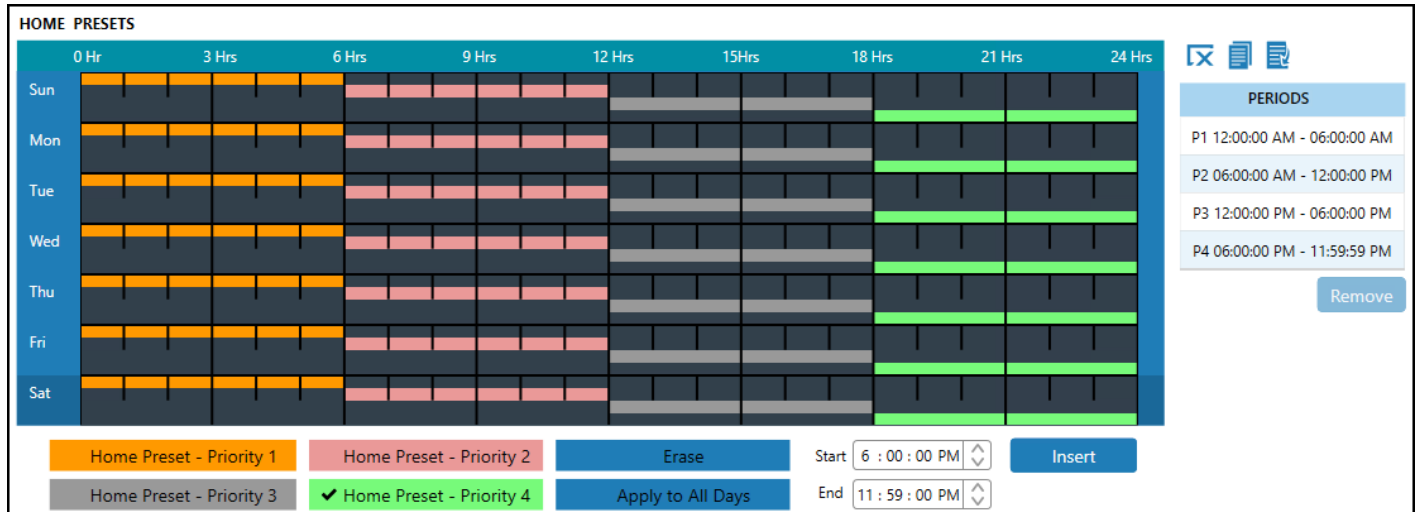 HOME PRESETS
0 Hr 3 Hrs 6 Hrs 9 Hrs 12 Hrs 15Hrs 18 Hrs 21 Hrs 24 Hrs
Sun
Mon
Tue
Wed
Thu
Fri
Sat
PERIODS
P1 12:00:00 AM - 06:00:00 AM
P2 06:00:00 AM - 12:00:00 PM
P3 12:00:00 PM - 06:00:00 PM
P4 06:00:00 PM - 11:59:59 PM
Remove
Home Preset - Priority 1 Home Preset - Priority 2 Erase Start 6 : 00 : 00 PM Insert
Home Preset - Priority 3 Home Preset - Priority 4 Apply to All Days End 11 : 59 : 00 PM